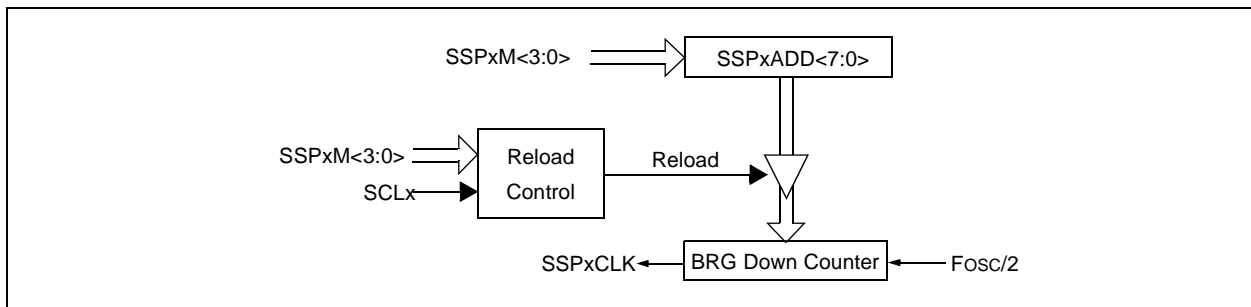 SSPxM<3:0>
SSPxADD<7:0>
SSPxM<3:0>
SCLx
Reload
Control
Reload
SSPxCLK
BRG Down Counter
FOSC/2